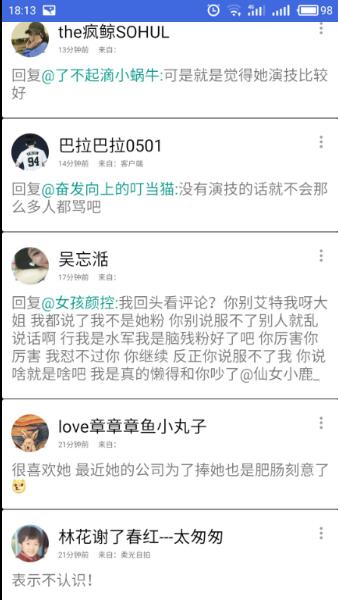 18:13
98
the疯鲸SOHUL
13分钟前 来自:
回复@了不起滴小蜗牛:可是就是觉得她演技比较
好
巴拉巴拉0501
14分钟前 来自：客户端
回复@奋发向上的叮当猫:没有演技的话就不会那
么多人都骂吧
吴忘湉
17分钟前 来自:
回复@女孩颜控:我回头看评论？你别艾特我呀大
姐 我都说了我不是她粉 你别说服不了别人就乱
说话啊 行我是水军我是脑残粉好了吧 你厉害你
厉害 我怼不过你 你继续 反正你说服不了我 你说
啥就是啥吧 我是真的懒得和你吵了@仙女小鹿_
love章章章鱼小丸子
21分钟前 来自:
很喜欢她 最近她的公司为了捧她也是肥肠刻意了
林花谢了春红---太匆匆
21分钟前 来自：柔光自拍
表示不认识！